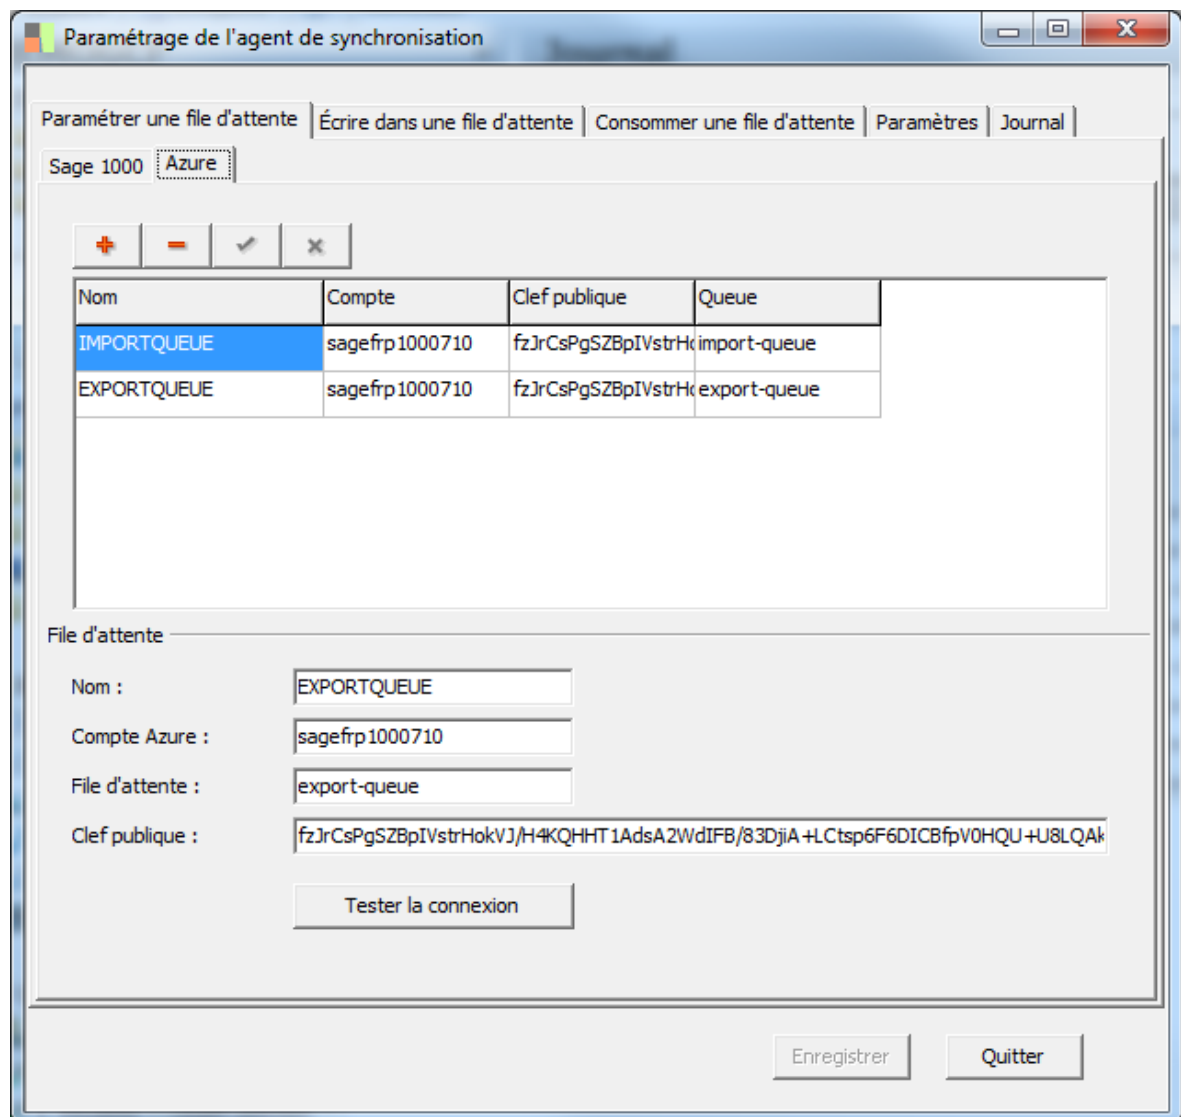 Paramétrage de l'agent de synchronisation
Paramétrer une file d'attente Écrire dans une file d'attente Consommer une file d'attente Paramètres Journal
Sage 1000 Azure
Nom Compte Clef publique Queue
IMPORTQUEUE sagefrp1000710 fzJrCsPgSZBpIVstrHo import-queue
EXPORTQUEUE sagefrp1000710 fzJrCsPgSZBpIVstrHo export-queue
File d'attente
Nom : EXPORTQUEUE
Compte Azure : sagefrp1000710
File d'attente : export-queue
Clef publique : fzJrCsPgSZBpIVstrHokVJ/H4KQHHT1AdsA2WdIFB/83DjiA+LCtsp6F6DICBfpV0HQU+U8LQAk
Tester la connexion
Enregistrer Quitter